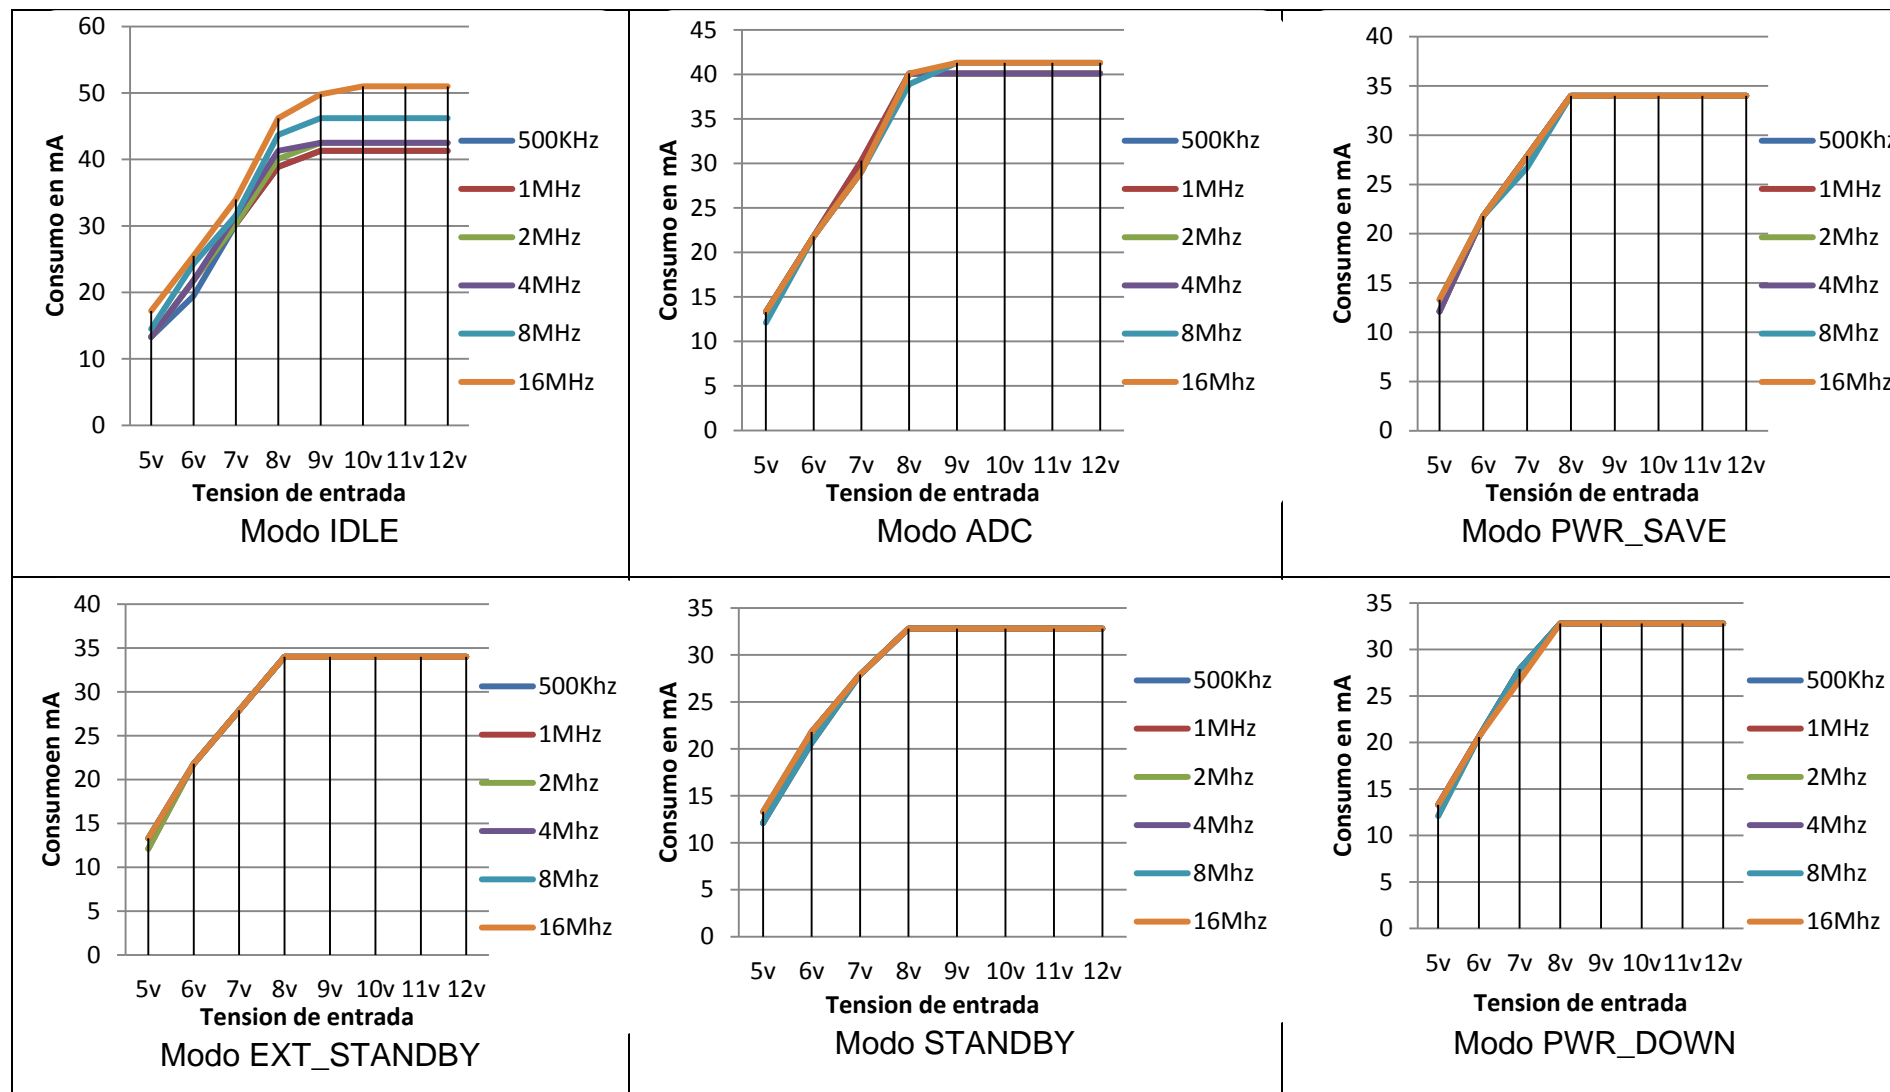 60
50
40
30
20
10
0
Consumo en mA
5v 6v 7v 8v 9v 10v 11v 12v
Tension de entrada
500KHz
1MHz
2MHz
4MHz
8MHz
16MHz
Modo IDLE
45
40
35
30
25
20
15
10
5
0
Consumo en mA
5v 6v 7v 8v 9v 10v 11v 12v
Tension de entrada
500Khz
1MHz
2Mhz
4Mhz
8Mhz
16Mhz
Modo ADC
40
35
30
25
20
15
10
5
0
Consumo en mA
5v 6v 7v 8v 9v 10v 11v 12v
Tensión de entrada
500Khz
1MHz
2Mhz
4Mhz
8Mhz
16Mhz
Modo PWR_SAVE
40
35
30
25
20
15
10
5
0
Consumoen mA
5v 6v 7v 8v 9v 10v 11v 12v
Tension de entrada
500Khz
1MHz
2Mhz
4Mhz
8Mhz
16Mhz
Modo EXT_STANDBY
35
30
25
20
15
10
5
0
Consumo en mA
5v 6v 7v 8v 9v 10v 11v 12v
Tension de entrada
500Khz
1MHz
2Mhz
4Mhz
8Mhz
16Mhz
Modo STANDBY
35
30
25
20
15
10
5
0
Consumo en mA
5v 6v 7v 8v 9v 10v 11v 12v
Tension de entrada
500Khz
1MHz
2Mhz
4Mhz
8Mhz
16Mhz
Modo PWR_DOWN